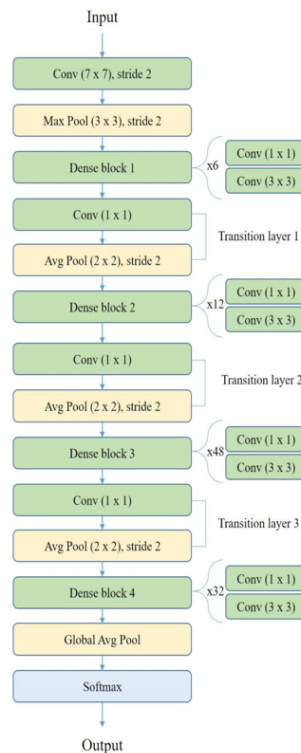 Input
Conv (7 x 7), stride 2
Max Pool (3 x 3), stride 2
Dense block 1
x6
Conv (1 x 1)
Conv (3 x 3)
Conv (1 x 1)
Avg Pool (2 x 2), stride 2
Transition layer 1
Dense block 2
x12
Conv (1 x 1)
Conv (3 x 3)
Conv (1 x 1)
Avg Pool (2 x 2), stride 2
Transition layer 2
Dense block 3
x48
Conv (1 x 1)
Conv (3 x 3)
Conv (1 x 1)
Avg Pool (2 x 2), stride 2
Transition layer 3
Dense block 4
x32
Conv (1 x 1)
Conv (3 x 3)
Global Avg Pool
Softmax
Output